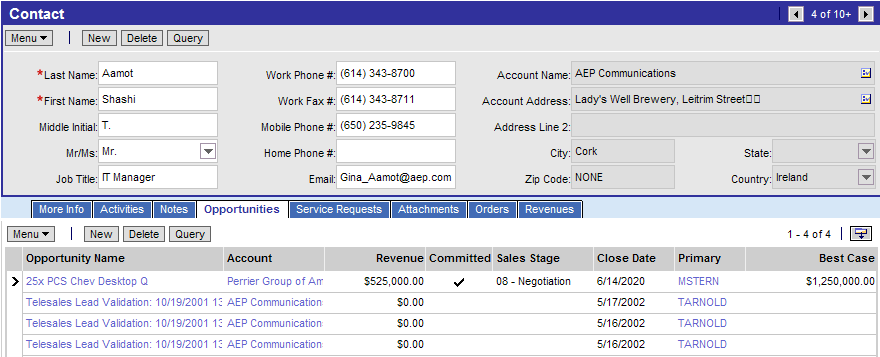 Contact 4 of 10+
Menu New Delete Query
*Last Name: Aamot Work Phone #: (614) 343-8700 Account Name: AEP Communications
*First Name: Shashi Work Fax #: (614) 343-8711 Account Address: Lady's Well Brewery, Leitrim Street
Middle Initial: T. Mobile Phone #: (650) 235-9845 Address Line 2:
Mr/Ms: Mr. Home Phone #: City: Cork State:
Job Title: IT Manager Email: Gina_Aamot@aep.com Zip Code: NONE Country: Ireland
More Info Activities Notes Opportunities Service Requests Attachments Orders Revenues
Menu New Delete Query 1 - 4 of 4
Opportunity Name Account Revenue Committed Sales Stage Close Date Primary Best Case
25x PCS Chev Desktop Q Perrier Group of Am $525,000.00 08 - Negotiation 6/14/2020 MSTERN $1,250,000.00
Telesales Lead Validation: 10/19/2001 13 AEP Communication $0.00 5/17/2002 TARNOLD
Telesales Lead Validation: 10/19/2001 13 AEP Communication $0.00 5/16/2002 TARNOLD
Telesales Lead Validation: 10/19/2001 13 AEP Communication $0.00 5/16/2002 TARNOLD